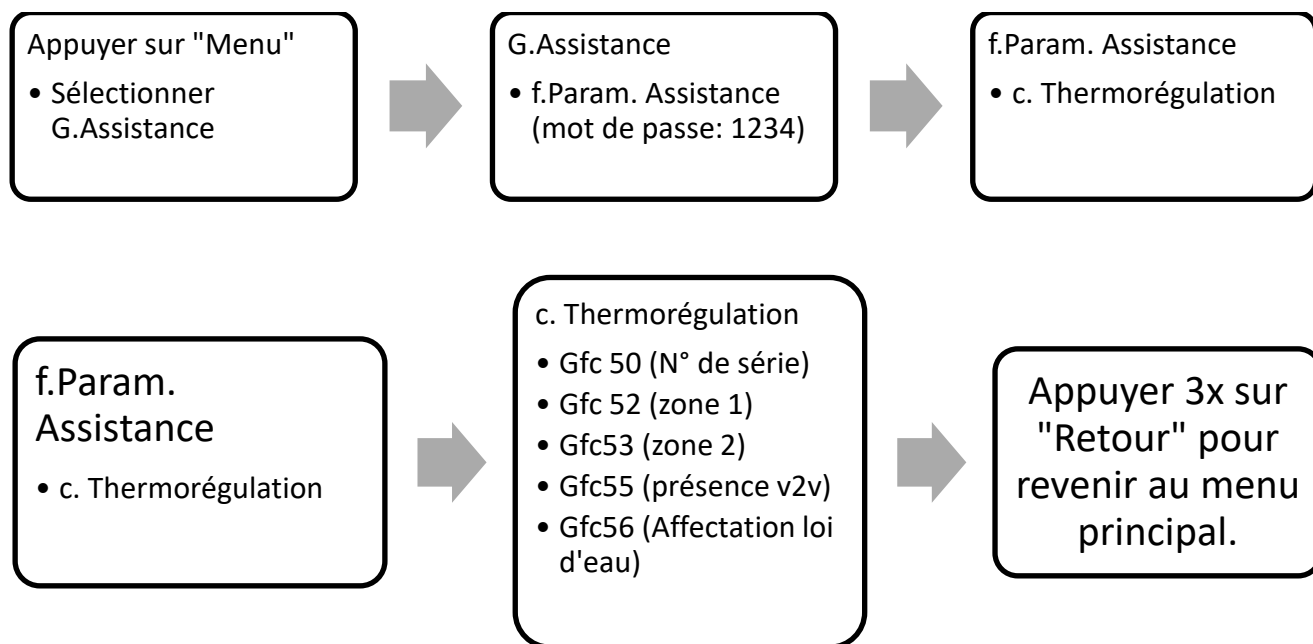 Appuyer sur "Menu"
• Sélectionner
G.Assistance
G.Assistance
• f.Param. Assistance
(mot de passe: 1234)
f.Param. Assistance
• c. Thermorégulation
f.Param.
Assistance
• c. Thermorégulation
c. Thermorégulation
• Gfc 50 (N° de série)
• Gfc 52 (zone 1)
• Gfc53 (zone 2)
• Gfc55 (présence v2v)
• Gfc56 (Affectation loi
d'eau)
Appuyer 3x sur
"Retour" pour
revenir au menu
principal.